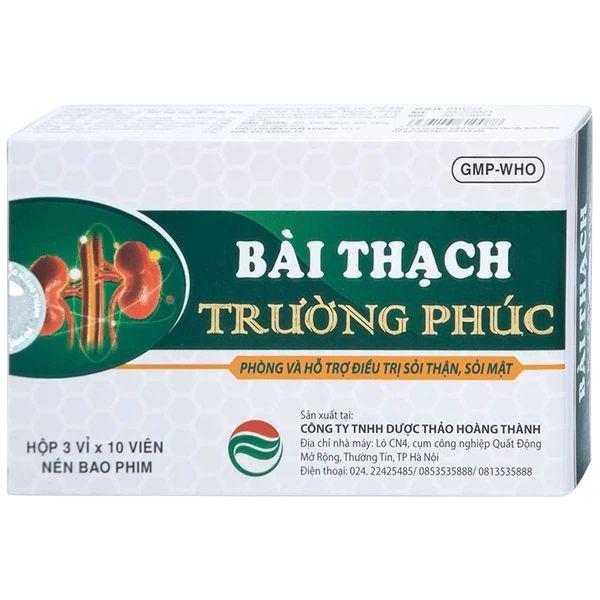 GMP-WHO
BÀI THẠCH
TRƯỜNG PHÚC
PHÒNG VÀ HỖ TRỢ ĐIỀU TRỊ SỎI THẬN, SỎI MẬT
HỘP 3 VỈ x 10 VIÊN
NÉN BAO PHIM
Sản xuất tại:
CÔNG TY TNHH DƯỢC THẢO HOÀNG THÀNH
Địa chỉ nhà máy: Lô CN4, cụm công nghiệp Quất Động
Mở Rộng, Thường Tín, TP Hà Nội
Điện thoại: 024. 22425485/ 0853535888/ 0813535888
BÀI THẠCH
TRƯỜNG PHÚC